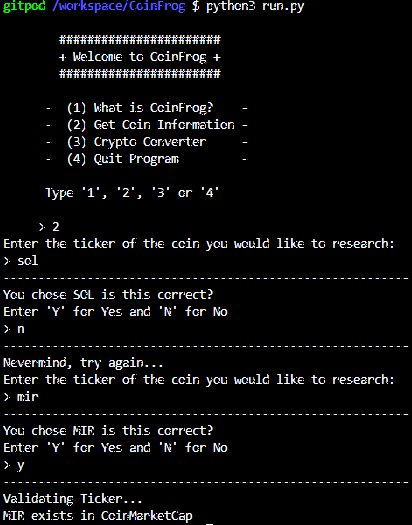 gitpod /workspace/CoinFrog $ python3 run.py
#######################
+ Welcome to CoinFrog +
#######################
- (1) What is CoinFrog? -
- (2) Get Coin Information -
- (3) Crypto Converter -
- (4) Quit Program -
Type '1', '2', '3' or '4'
> 2
Enter the ticker of the coin you would like to research:
> sol
---------------------------------------------------------
You chose SOL is this correct?
Enter 'Y' for Yes and 'N' for No
> n
---------------------------------------------------------
Nevermind, try again...
Enter the ticker of the coin you would like to research:
> mir
---------------------------------------------------------
You chose MIR is this correct?
Enter 'Y' for Yes and 'N' for No
> y
---------------------------------------------------------
Validating Ticker...
MIR exists in CoinMarketCap